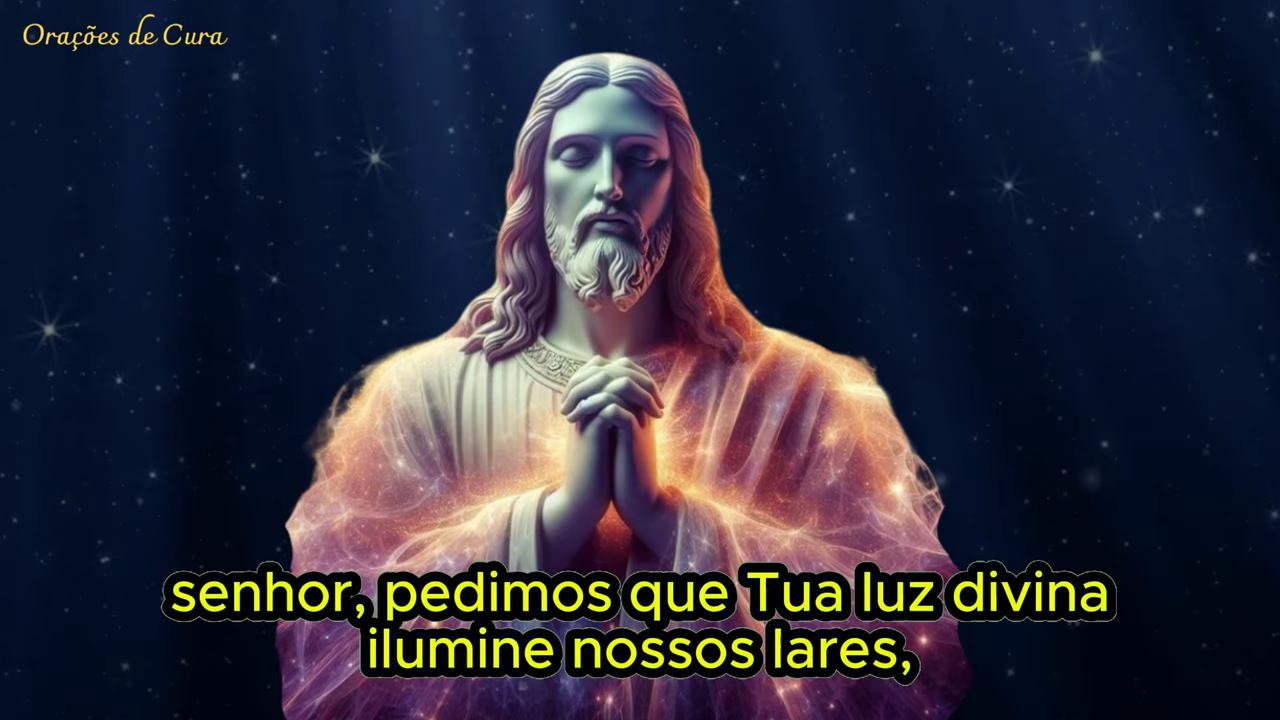 Orações de Cura
senhor, pedimos que Tua luz divina
ilumine nossos lares,